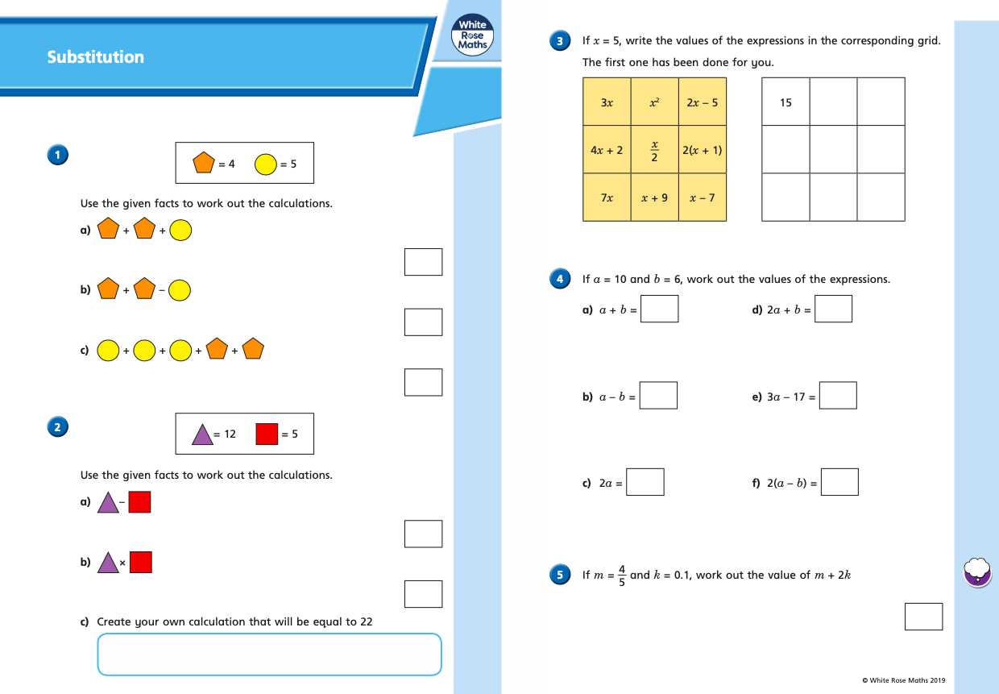 Substitution
White
Rose
Maths
1
= 4 = 5
Use the given facts to work out the calculations.
a) + +
b) + −
c) + + + +
2
= 12 = 5
Use the given facts to work out the calculations.
a) −
b) ×
c) Create your own calculation that will be equal to 22
3 If x = 5, write the values of the expressions in the corresponding grid.
The first one has been done for you.
3x x² 2x − 5
4x + 2 x/2 2(x + 1)
7x x + 9 x − 7
15
4 If a = 10 and b = 6, work out the values of the expressions.
a) a + b =
d) 2a + b =
b) a − b =
e) 3a − 17 =
c) 2a =
f) 2(a − b) =
5 If m = 4/5 and k = 0.1, work out the value of m + 2k
© White Rose Maths 2019